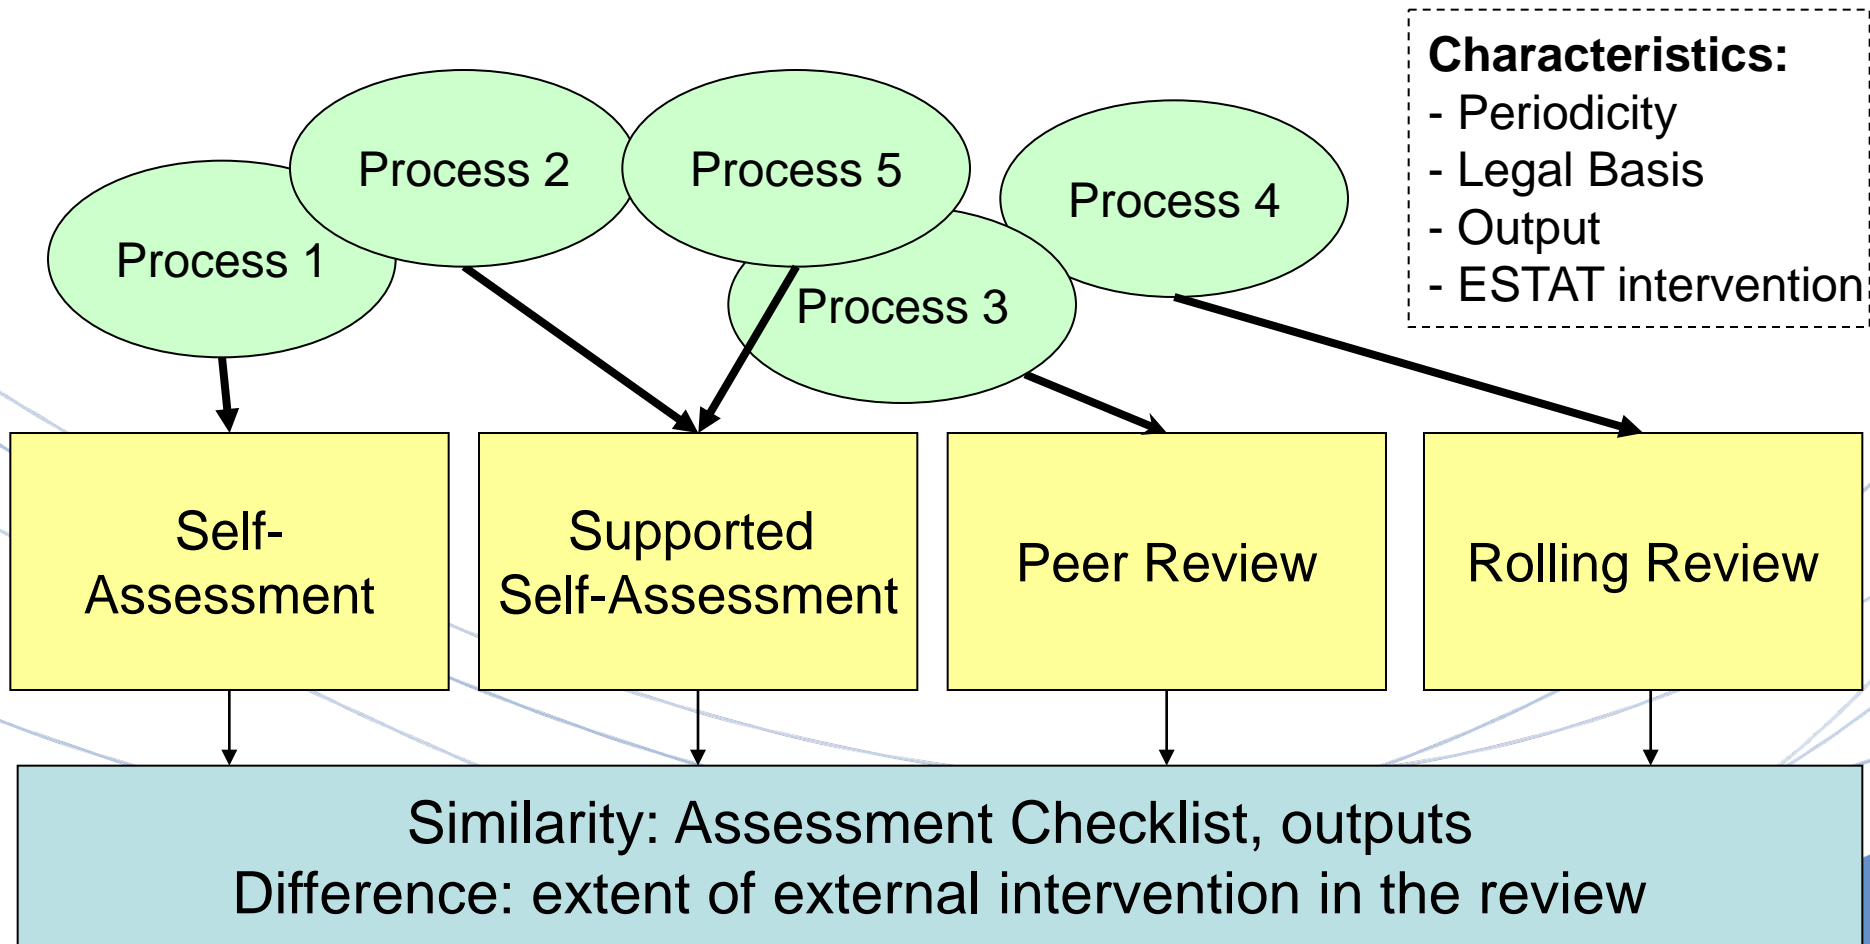 Characteristics:
- Periodicity
- Legal Basis
- Output
- ESTAT intervention
Process 1
Process 2
Process 5
Process 3
Process 4
Self-
Assessment
Supported
Self-Assessment
Peer Review
Rolling Review
Similarity: Assessment Checklist, outputs
Difference: extent of external intervention in the review